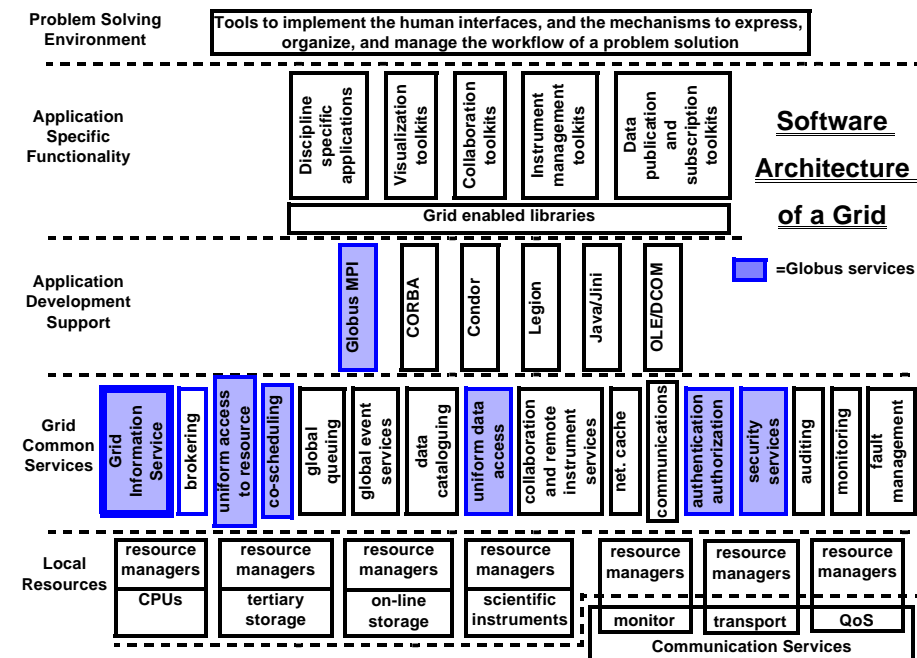 Problem Solving
Environment
Tools to implement the human interfaces, and the mechanisms to express,
organize, and manage the workflow of a problem solution
Application
Specific
Functionality
Discipline
specific
applications
Visualization
toolkits
Collaboration
toolkits
Instrument
management
toolkits
Data
publication
and
subscription
toolkits
Grid enabled libraries
Software
Architecture
of a Grid
=Globus services
Application
Development
Support
Globus MPI
CORBA
Condor
Legion
Java/Jini
OLE/DCOM
Grid
Common
Services
Grid
Information
Service
brokering
uniform access
to resource
co-scheduling
global
queuing
global event
services
data
cataloguing
uniform data
access
collaboration
and remote
instrument
services
net. cache
communications
authentication
authorization
security
services
auditing
monitoring
fault
management
Local
Resources
resource
managers
CPUs
resource
managers
tertiary
storage
resource
managers
on-line
storage
resource
managers
scientific
instruments
resource
managers
monitor
resource
managers
transport
resource
managers
QoS
Communication Services